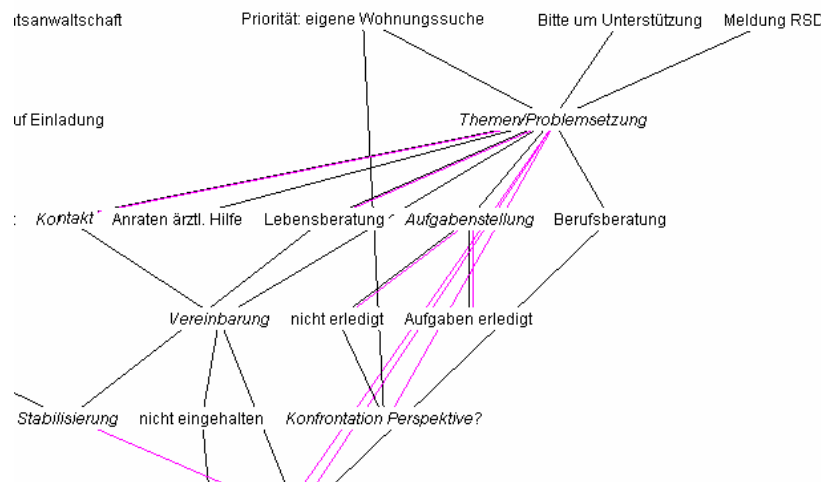 ıtsanwaltschaft Priorität: eigene Wohnungssuche Bitte um Unterstützung Meldung RSD
uf Einladung Themen/Problemsetzung
: Kontakt Anraten ärztl. Hilfe Lebensberatung Aufgabenstellung Berufsberatung
Vereinbarung nicht erledigt Aufgaben erledigt
Stabilisierung nicht eingehalten Konfrontation Perspektive?